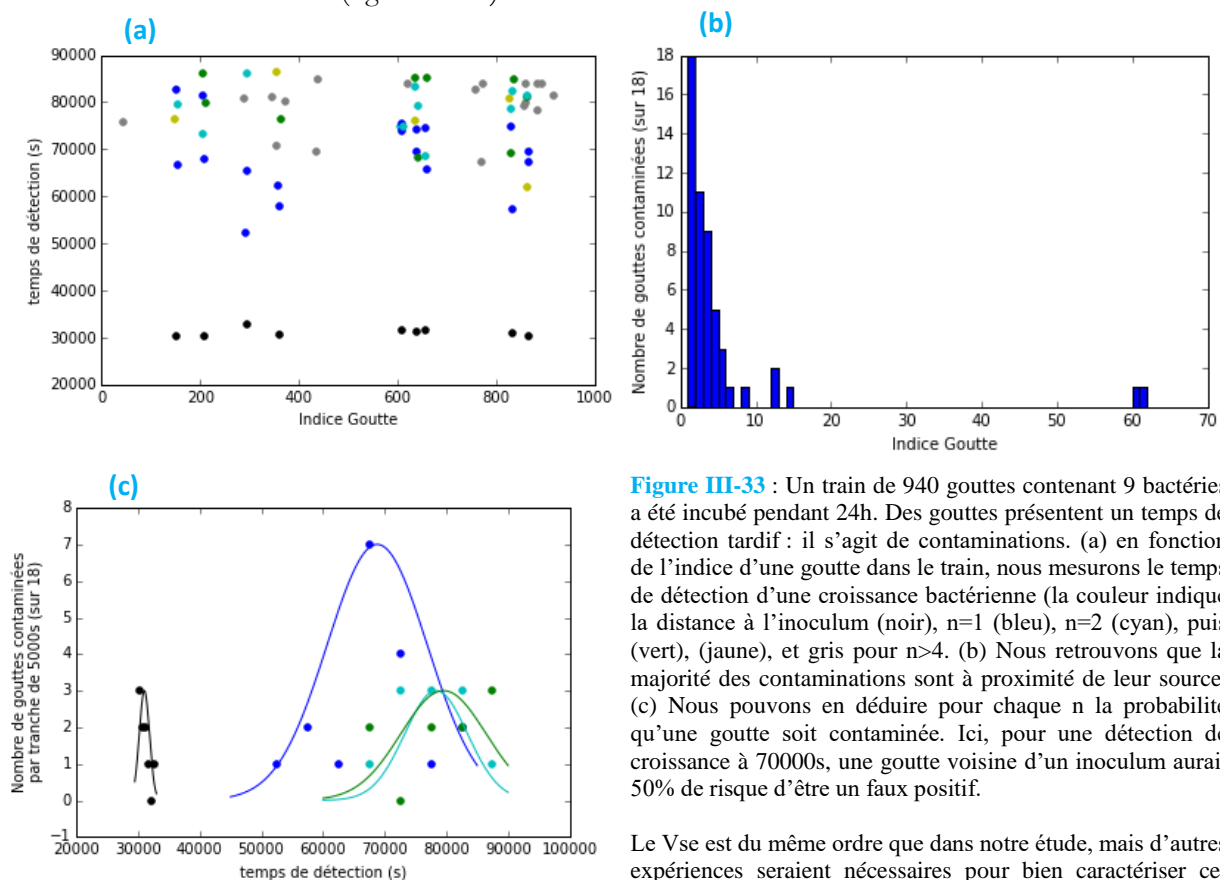 (a)
90000
80000
70000
60000
50000
40000
30000
20000
temps de détection (s)
0
200
400
600
800
1000
Indice Goutte
(b)
18
16
14
12
10
8
6
4
2
0
Nombre de gouttes contaminées (sur 18)
0
10
20
30
40
50
60
70
Indice Goutte
(c)
8
7
6
5
4
3
2
1
0
−1
Nombre de gouttes contaminées
par tranche de 5000s (sur 18)
20000
30000
40000
50000
60000
70000
80000
90000
100000
temps de détection (s)
Figure III-33 : Un train de 940 gouttes contenant 9 bactéries
a été incubé pendant 24h. Des gouttes présentent un temps de
détection tardif : il s’agit de contaminations. (a) en fonction
de l’indice d’une goutte dans le train, nous mesurons le temps
de détection d’une croissance bactérienne (la couleur indique
la distance à l’inoculum (noir), n=1 (bleu), n=2 (cyan), puis
(vert), (jaune), et gris pour n>4. (b) Nous retrouvons que la
majorité des contaminations sont à proximité de leur source
(c) Nous pouvons en déduire pour chaque n la probabilité
qu’une goutte soit contaminée. Ici, pour une détection de
croissance à 70000s, une goutte voisine d’un inoculum aurai
50% de risque d’être un faux positif.
Le Vse est du même ordre que dans notre étude, mais d’autres
expériences seraient nécessaires pour bien caractériser ce